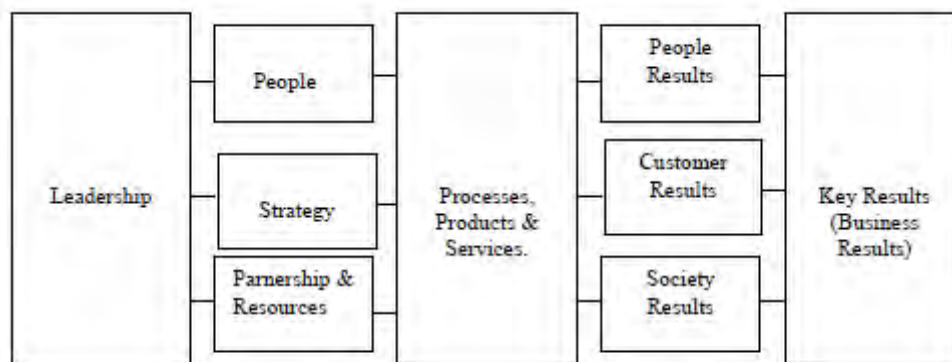 Leadership
People
Strategy
Parnership &
Resources
Processes,
Products &
Services.
People
Results
Customer
Results
Society
Results
Key Results
(Business
Results)